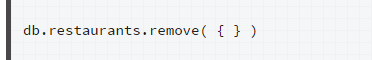 db.restaurants.remove( { } )